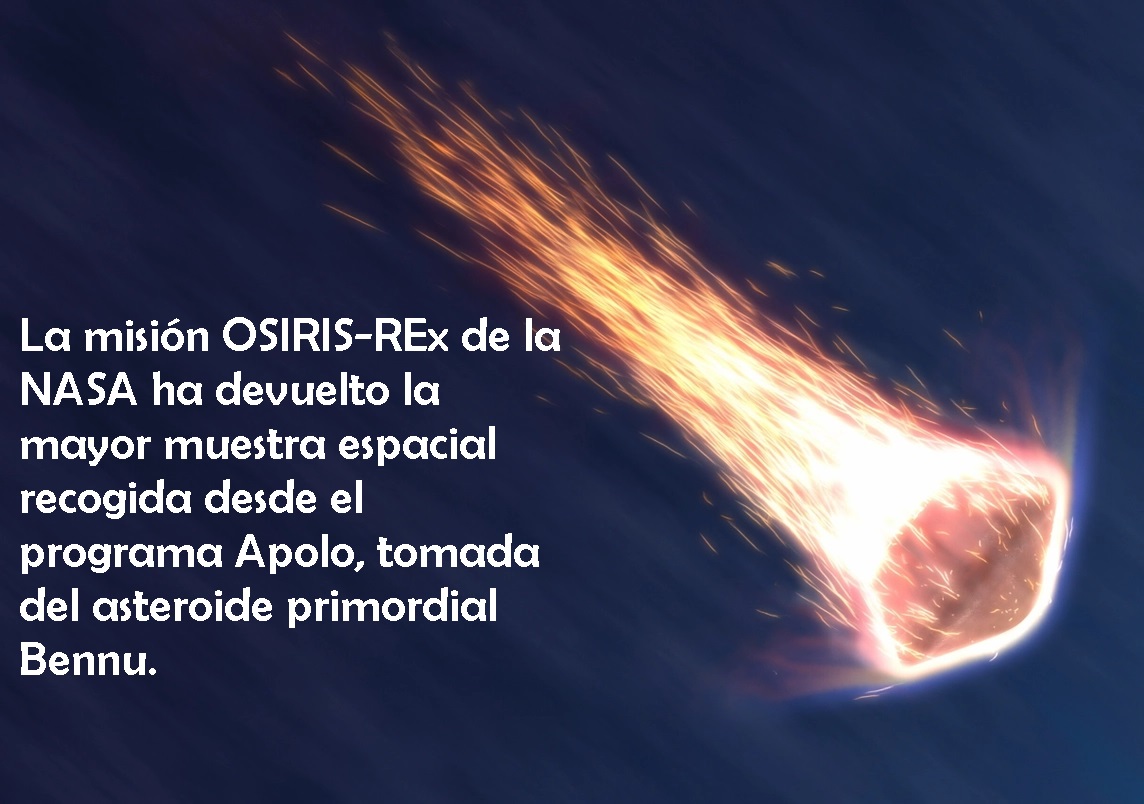 La misión OSIRIS-REx de la
NASA ha devuelto la
mayor muestra espacial
recogida desde el
programa Apolo, tomada
del asteroide primordial
Bennu.